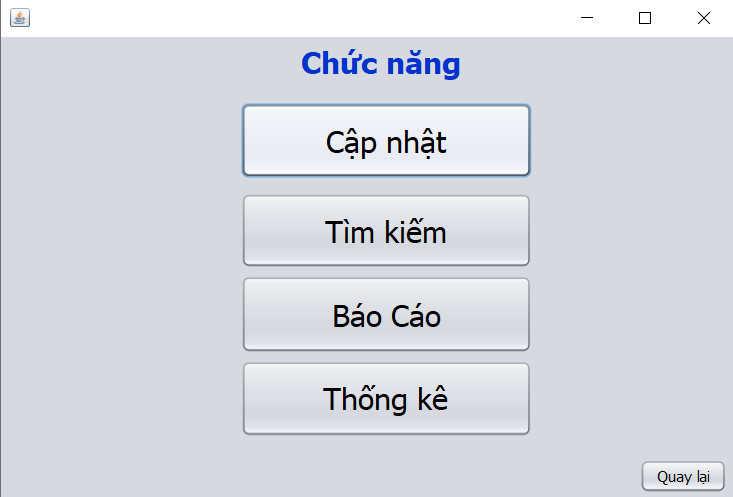 Chức năng
Cập nhật
Tìm kiếm
Báo Cáo
Thống kê
Quay lại